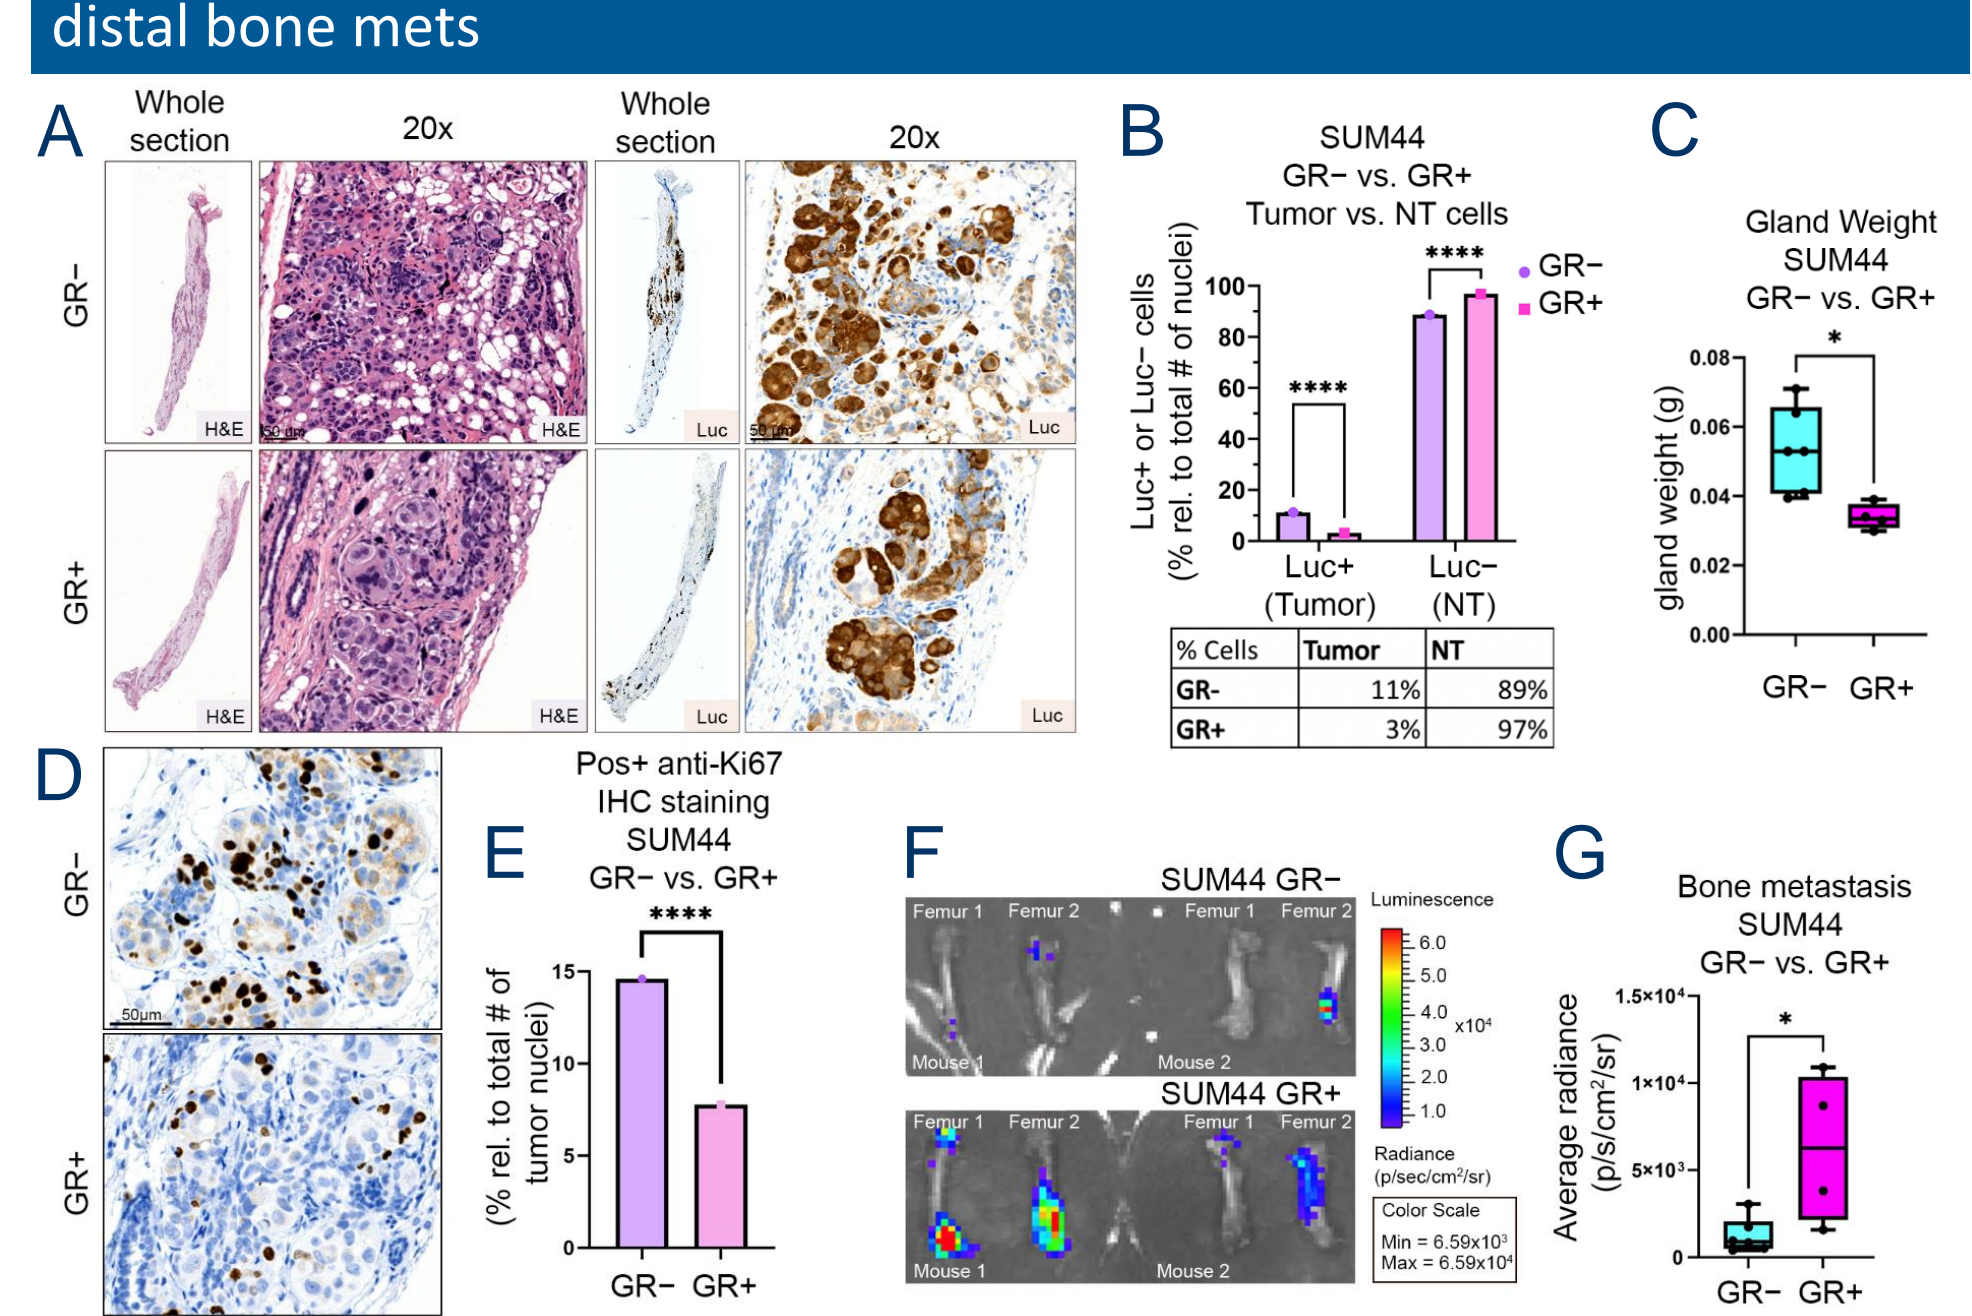 distal bone mets
A
Whole
section
20x
Whole
section
20x
GR−
H&E
50 µm
H&E
Luc
50 µm
Luc
GR+
H&E
H&E
Luc
Luc
B
SUM44
GR− vs. GR+
Tumor vs. NT cells
Luc+ or Luc− cells
(% rel. to total # of nuclei)
100
80
60
40
20
0
****
****
GR−
GR+
Luc+
(Tumor)
Luc−
(NT)
% Cells Tumor NT
GR- 11% 89%
GR+ 3% 97%
C
Gland Weight
SUM44
GR− vs. GR+
*
gland weight (g)
0.08
0.06
0.04
0.02
0.00
GR− GR+
D
GR−
50µm
GR+
E
Pos+ anti-Ki67
IHC staining
SUM44
GR− vs. GR+
****
(% rel. to total # of
tumor nuclei)
15
10
5
0
GR− GR+
F
SUM44 GR−
Femur 1 Femur 2 Femur 1 Femur 2
Mouse 1 Mouse 2
SUM44 GR+
Femur 1 Femur 2 Femur 1 Femur 2
Mouse 1 Mouse 2
Luminescence
6.0
5.0
4.0
x10⁴
3.0
2.0
1.0
Radiance
(p/sec/cm²/sr)
Color Scale
Min = 6.59x10³
Max = 6.59x10⁴
G
Bone metastasis
SUM44
GR− vs. GR+
*
Average radiance
(p/s/cm²/sr)
1.5×10⁴
1×10⁴
5×10³
0
GR− GR+